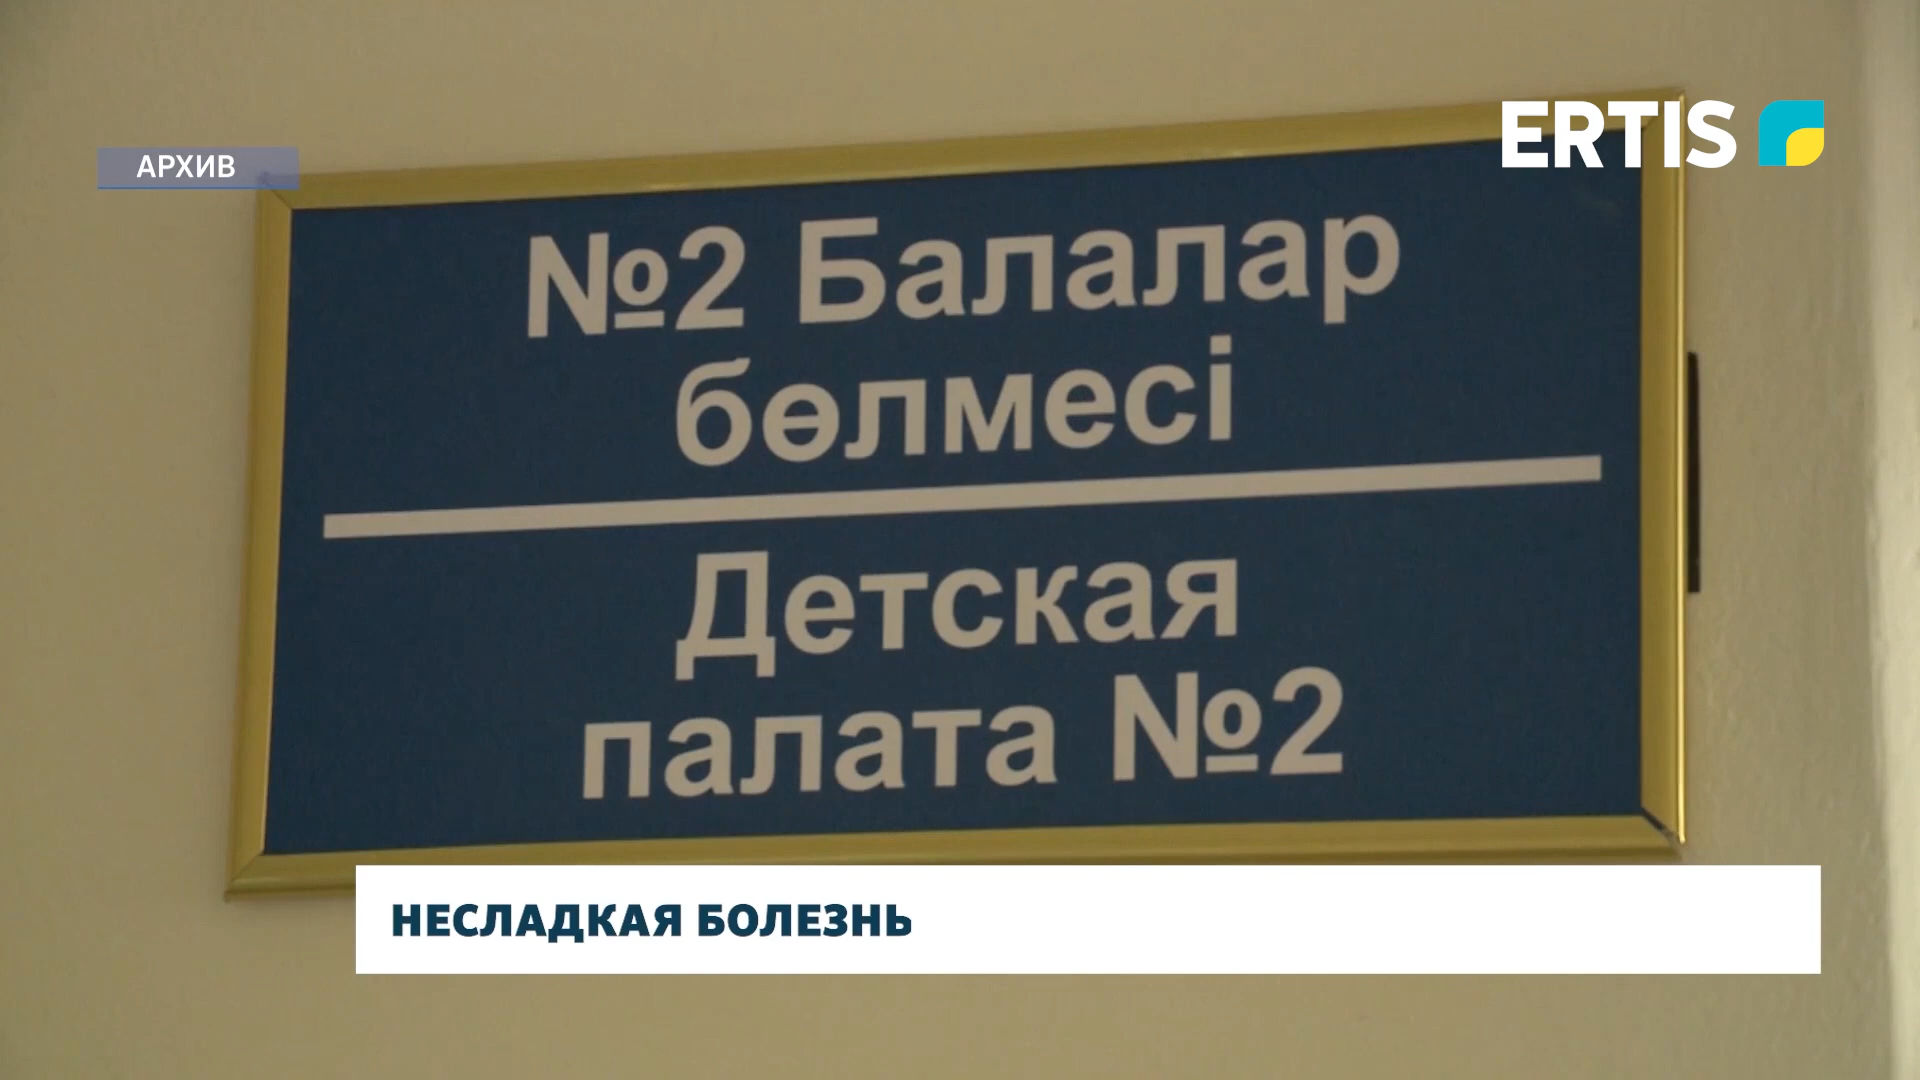 ERTIS
АРХИВ
№2 Балалар
бөлмесі
Детская
палата №2
НЕСЛАДКАЯ БОЛЕЗНЬ